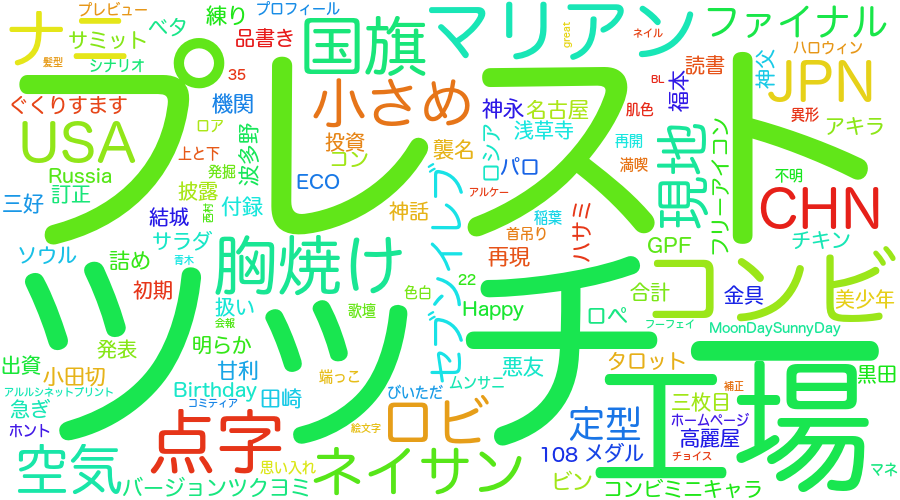 プレビュー
ナラ
サミット
ベタ
練り
プロフィール
髪型
シナリオ
品書き
国旗
マリアン
great
ネイル
ファイナル
プレスト
35
ぐくりすます
機関
小さめ
BL
読書
神父
ハロウィン
JPN
USA
ロア
福本
肌色
異形
アキラ
神永
名古屋
上と下
投資
襲名
浅草寺
再開
現地
フリーアイコン
Russia
発掘
波多野
コン
ロシア
パロ
満喫
不明
訂正
披露
ECO
アルケー
三好
西村
付録
神話
セブンイレブン
稲葉
ハサミ
CHN
結城
首吊り
ソウル
サラダ
GPF
チキン
詰め
青木
胸焼け
再現
コンビ
初期
扱い
色白
22
合計
金具
美少年
ツッチ
会報
歌壇
Happy
ロペ
フーフェイ
MoonDaySunnyDay
発表
明らか
工場
出資
小田切
甘利
端っこ
悪友
タロット
黒田
アルルシネットプリント
Birthday
田崎
びいただ
ムンサニ
補正
急ぎ
コミティア
ロビ
定型
三枚目
ホームページ
ホント
点字
絵文字
高麗屋
空気
思い入れ
ネイサン
108
メダル
チョイス
バージョンツクヨミ
ビン
コンビミニキャラ
マネ